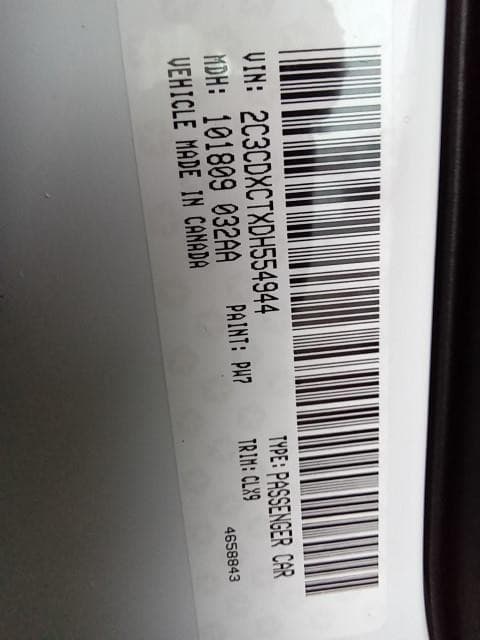 VIN: 2C3CDXCTXDH554944 TYPE: PASSENGER CAR
MDH: 101809 032AA PAINT: PW7 TRIM: CLX9
VEHICLE MADE IN CANADA 4658843